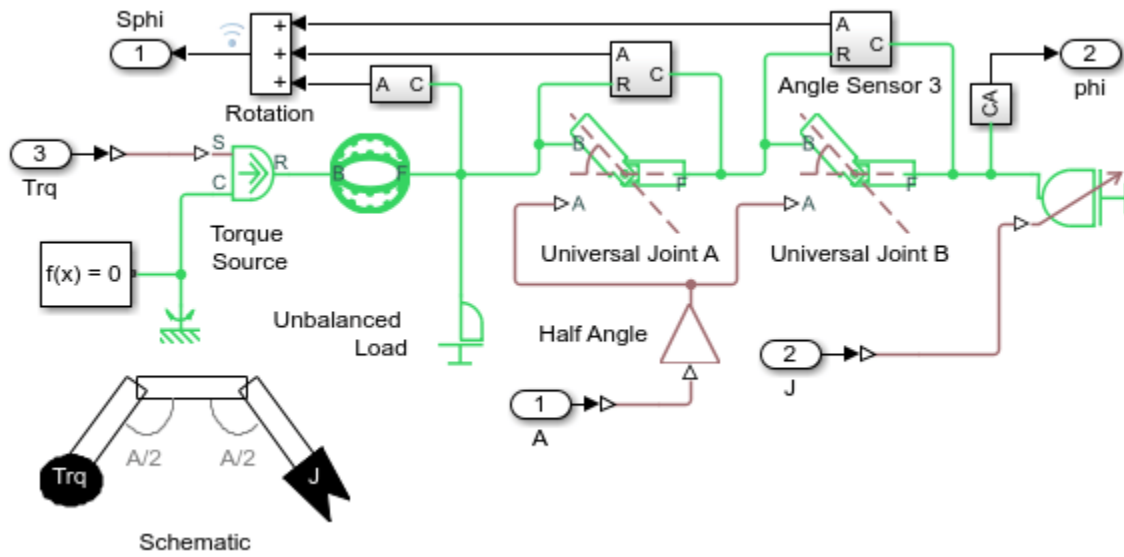 Sphi
1
+
+
+
Rotation
A C
A
R
C
A
R
C
Angle Sensor 3
2
phi
CA
3
Trq
S
C
R
B
F
B
F
A
B
F
A
Torque
Source
f(x) = 0
Universal Joint A
Universal Joint B
Unbalanced
Load
Half Angle
2
J
1
A
A/2
A/2
Trq
J
Schematic